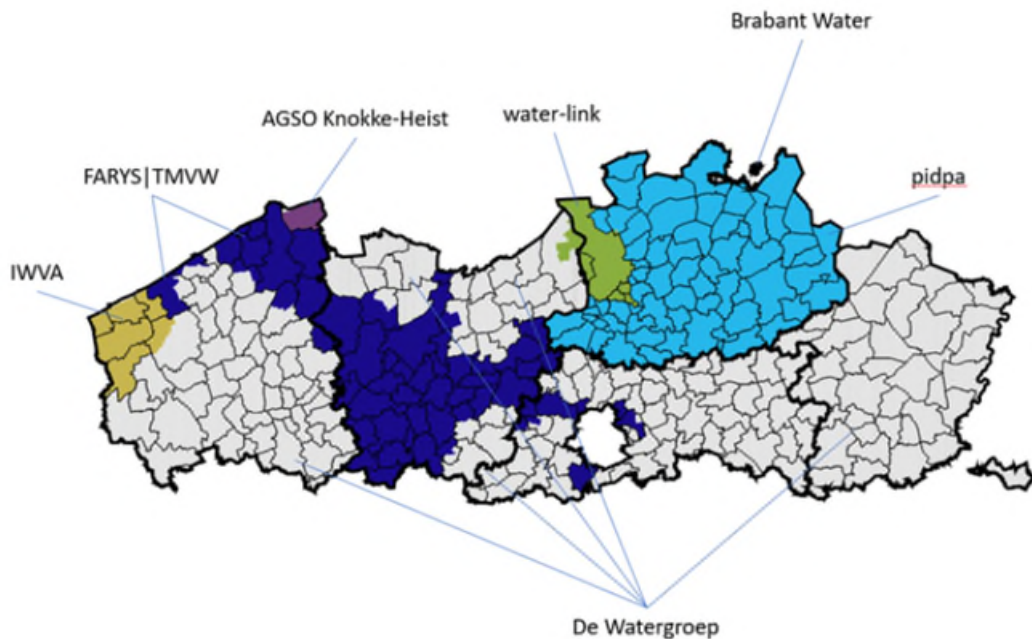 Brabant Water
AGSO Knokke-Heist
water-link
FARYS|TMVW
pidpa
IWVA
De Watergroep